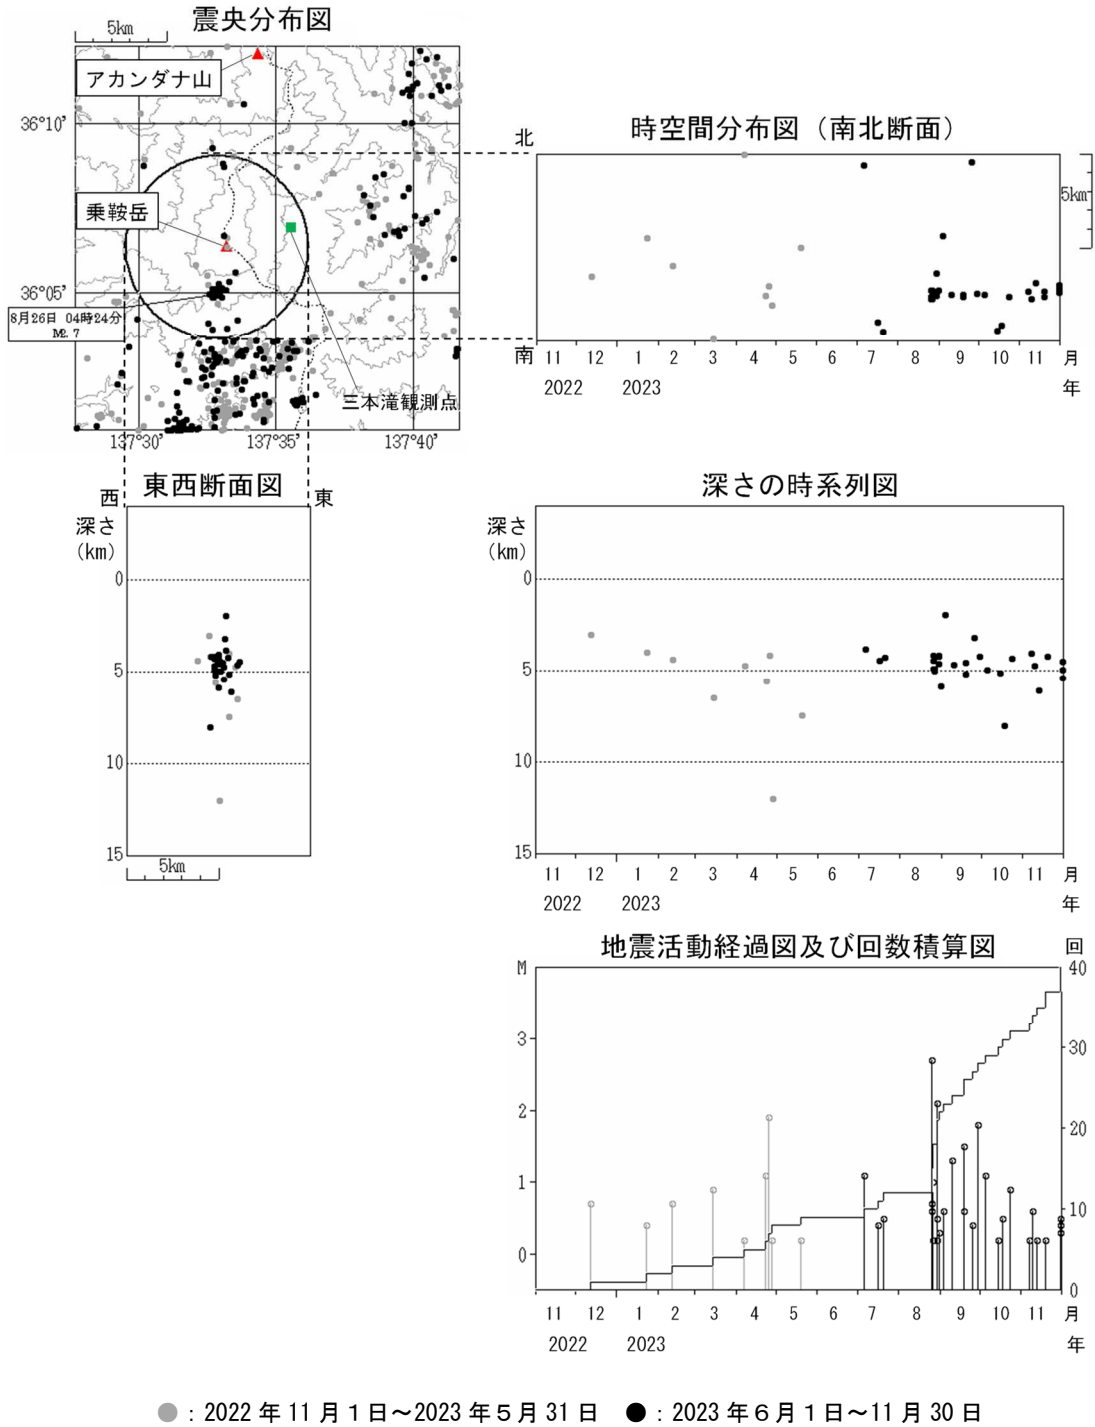 震央分布図
5km
アカンダナ山
36°10'
乗鞍岳
36°05'
8月26日 04時24分
M2.7
三本滝観測点
137°30' 137°35' 137°40'
時空間分布図(南北断面)
北
南
5km
11 12 1 2 3 4 5 6 7 8 9 10 11 月
2022 2023 年
東西断面図
西 東
深さ
(km)
0
5
10
15
5km
深さの時系列図
深さ
(km)
0
5
10
15
11 12 1 2 3 4 5 6 7 8 9 10 11 月
2022 2023 年
地震活動経過図及び回数積算図
M 回
3
2
1
0
40
30
20
10
0
11 12 1 2 3 4 5 6 7 8 9 10 11 月
2022 2023 年
●:2022年11月1日~2023年5月31日 ●:2023年6月1日~11月30日